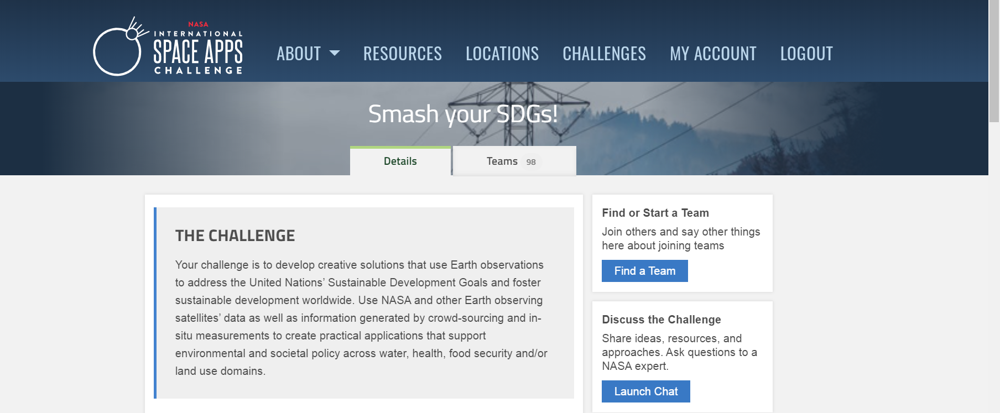 NASA
INTERNATIONAL
SPACE APPS
CHALLENGE
ABOUT
RESOURCES
LOCATIONS
CHALLENGES
MY ACCOUNT
LOGOUT
Smash your SDGs!
Details
Teams 98
THE CHALLENGE
Your challenge is to develop creative solutions that use Earth observations
to address the United Nations’ Sustainable Development Goals and foster
sustainable development worldwide. Use NASA and other Earth observing
satellites’ data as well as information generated by crowd-sourcing and in-
situ measurements to create practical applications that support
environmental and societal policy across water, health, food security and/or
land use domains.
Find or Start a Team
Join others and say other things
here about joining teams
Find a Team
Discuss the Challenge
Share ideas, resources, and
approaches. Ask questions to a
NASA expert.
Launch Chat